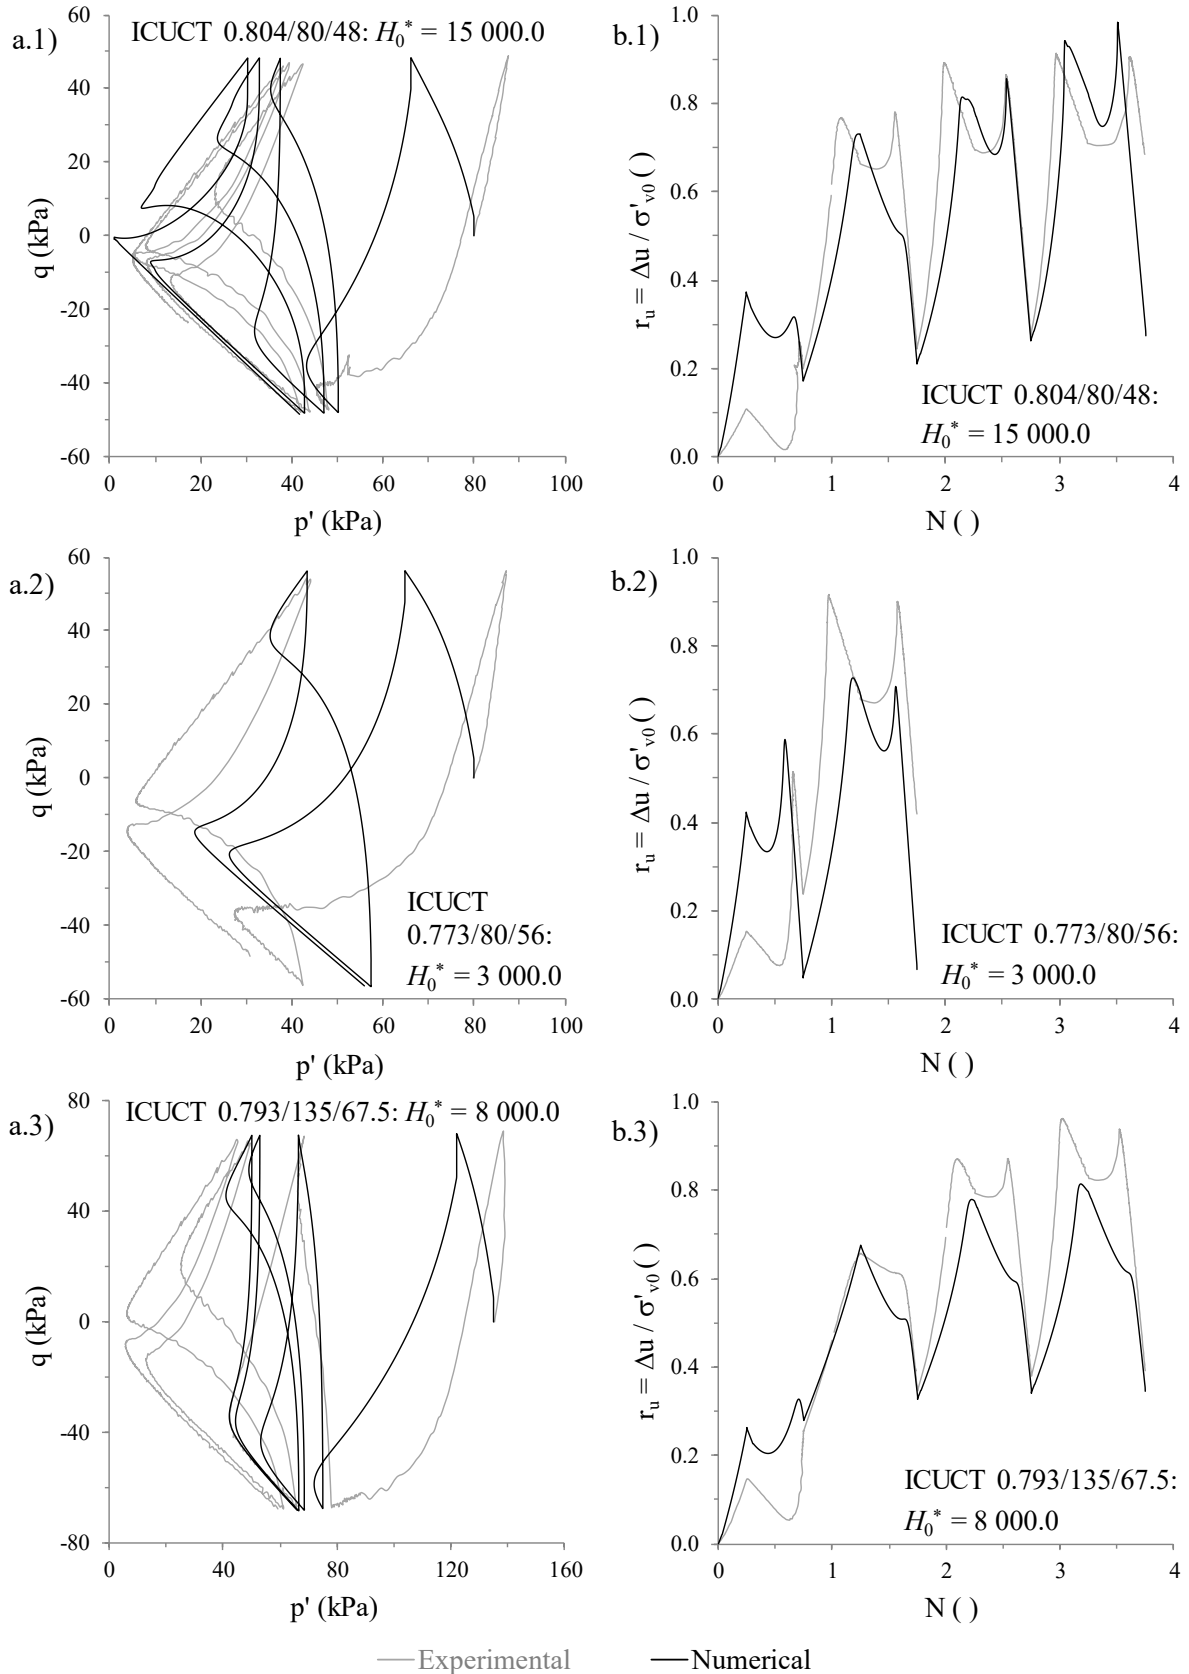 a.1)
60
40
20
0
-20
-40
-60
q (kPa)
ICUCT 0.804/80/48: H₀* = 15 000.0
0 20 40 60 80 100
p' (kPa)
b.1)
1.0
0.8
0.6
0.4
0.2
0.0
rᵤ = Δu / σ'ᵥ₀ ( )
ICUCT 0.804/80/48:
H₀* = 15 000.0
0 1 2 3 4
N ( )
a.2)
60
40
20
0
-20
-40
-60
q (kPa)
ICUCT
0.773/80/56:
H₀* = 3 000.0
0 20 40 60 80 100
p' (kPa)
b.2)
1.0
0.8
0.6
0.4
0.2
0.0
rᵤ = Δu / σ'ᵥ₀ ( )
ICUCT 0.773/80/56:
H₀* = 3 000.0
0 1 2 3 4
N ( )
a.3)
80
40
0
-40
-80
q (kPa)
ICUCT 0.793/135/67.5: H₀* = 8 000.0
0 40 80 120 160
p' (kPa)
b.3)
1.0
0.8
0.6
0.4
0.2
0.0
rᵤ = Δu / σ'ᵥ₀ ( )
ICUCT 0.793/135/67.5:
H₀* = 8 000.0
0 1 2 3 4
N ( )
Experimental Numerical